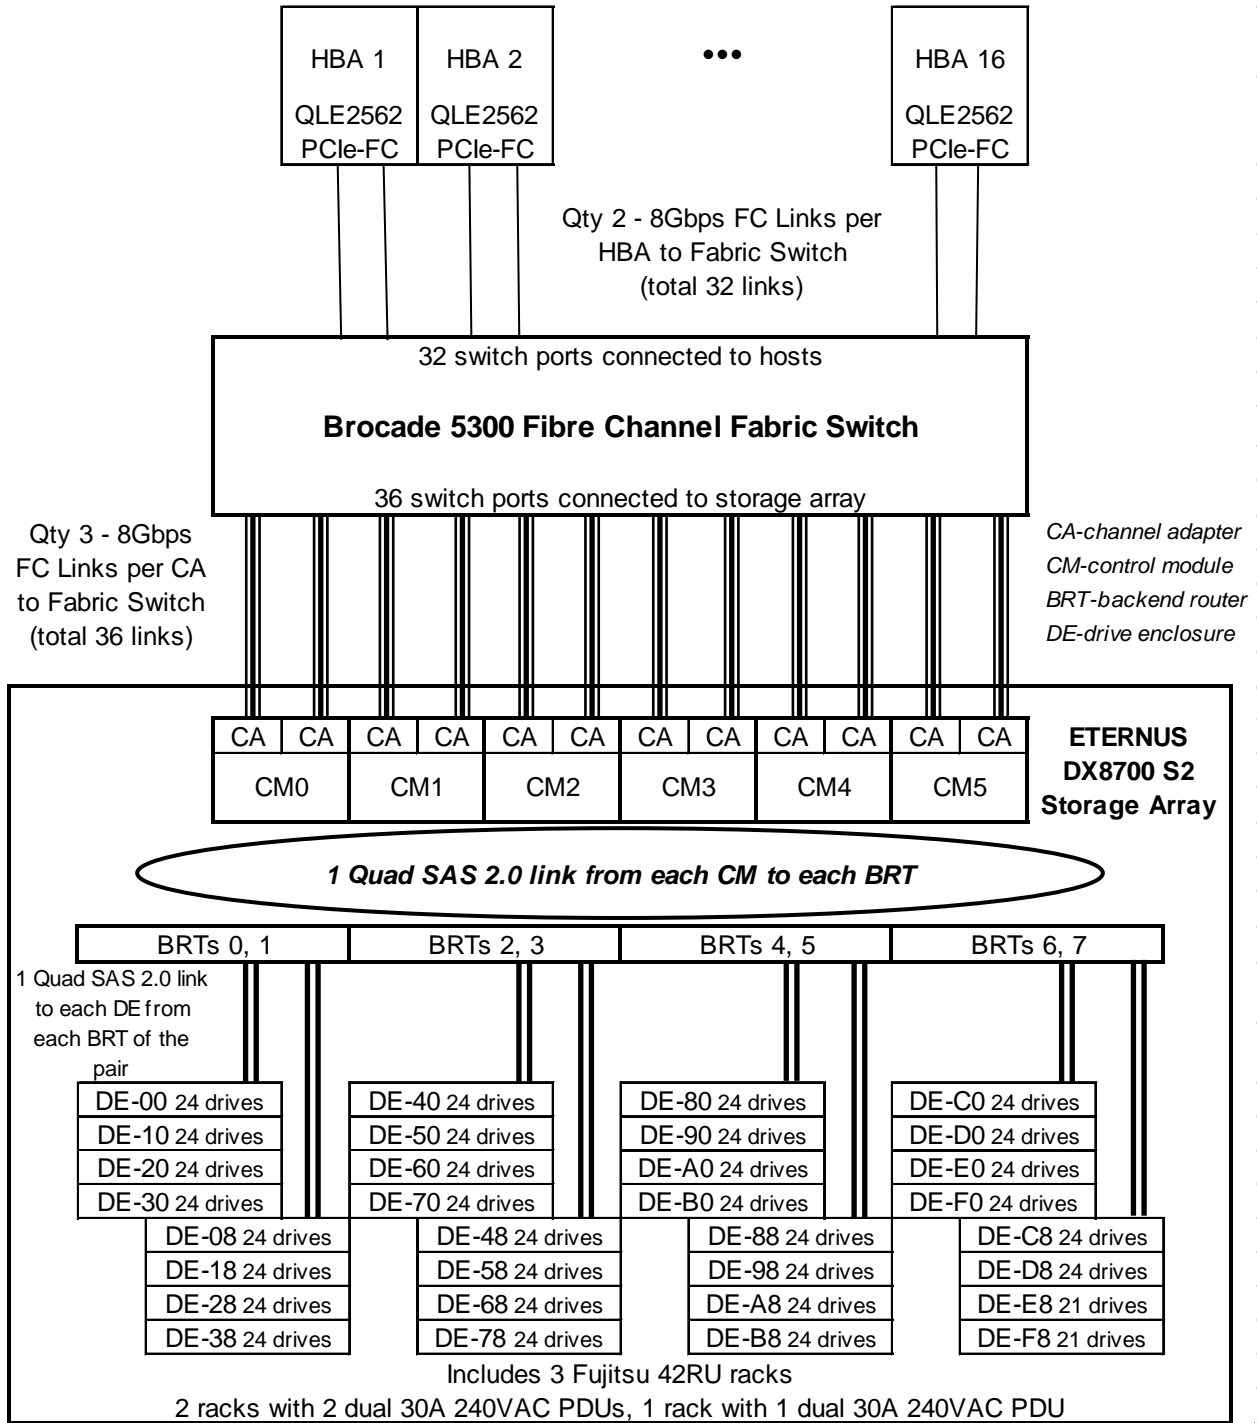 HBA 1
QLE2562
PCIe-FC
HBA 2
QLE2562
PCIe-FC
•••
HBA 16
QLE2562
PCIe-FC
Qty 2 - 8Gbps FC Links per
HBA to Fabric Switch
(total 32 links)
32 switch ports connected to hosts
Brocade 5300 Fibre Channel Fabric Switch
36 switch ports connected to storage array
Qty 3 - 8Gbps
FC Links per CA
to Fabric Switch
(total 36 links)
CA-channel adapter
CM-control module
BRT-backend router
DE-drive enclosure
CA CA CA CA CA CA CA CA CA CA CA CA
CM0 CM1 CM2 CM3 CM4 CM5
ETERNUS
DX8700 S2
Storage Array
1 Quad SAS 2.0 link from each CM to each BRT
BRTs 0, 1 BRTs 2, 3 BRTs 4, 5 BRTs 6, 7
1 Quad SAS 2.0 link
to each DE from
each BRT of the
pair
DE-00 24 drives DE-40 24 drives DE-80 24 drives DE-C0 24 drives
DE-10 24 drives DE-50 24 drives DE-90 24 drives DE-D0 24 drives
DE-20 24 drives DE-60 24 drives DE-A0 24 drives DE-E0 24 drives
DE-30 24 drives DE-70 24 drives DE-B0 24 drives DE-F0 24 drives
DE-08 24 drives DE-48 24 drives DE-88 24 drives DE-C8 24 drives
DE-18 24 drives DE-58 24 drives DE-98 24 drives DE-D8 24 drives
DE-28 24 drives DE-68 24 drives DE-A8 24 drives DE-E8 21 drives
DE-38 24 drives DE-78 24 drives DE-B8 24 drives DE-F8 21 drives
Includes 3 Fujitsu 42RU racks
2 racks with 2 dual 30A 240VAC PDUs, 1 rack with 1 dual 30A 240VAC PDU